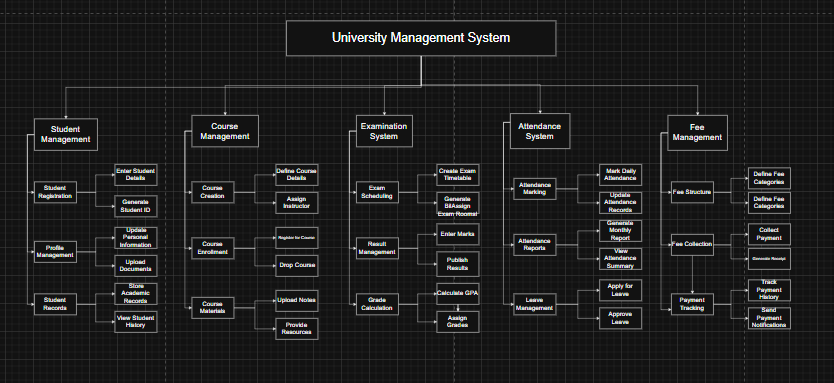 University Management System
Student
Management
Course
Management
Examination
System
Attendance
System
Fee
Management
Student
Registration
Enter Student
Details
Generate
Student ID
Profile
Management
Update
Personal
Information
Upload
Documents
Student
Records
Store
Academic
Records
View Student
History
Course
Creation
Define Course
Details
Assign
Instructor
Course
Enrollment
Register for Course
Drop Course
Course
Materials
Upload Notes
Provide
Resources
Exam
Scheduling
Create Exam
Timetable
Generate
BilAssign
Exam Roomsl
Result
Management
Enter Marks
Publish
Results
Grade
Calculation
Calculate GPA
Assign
Grades
Attendance
Marking
Mark Daily
Attendance
Update
Attendance
Records
Attendance
Reports
Generate
Monthly
Report
View
Attendance
Summary
Leave
Management
Apply for
Leave
Approve
Leave
Fee Structure
Define Fee
Categories
Define Fee
Categories
Fee Collection
Collect
Payment
Generate Receipt
Payment
Tracking
Track
Payment
History
Send
Payment
Notifications